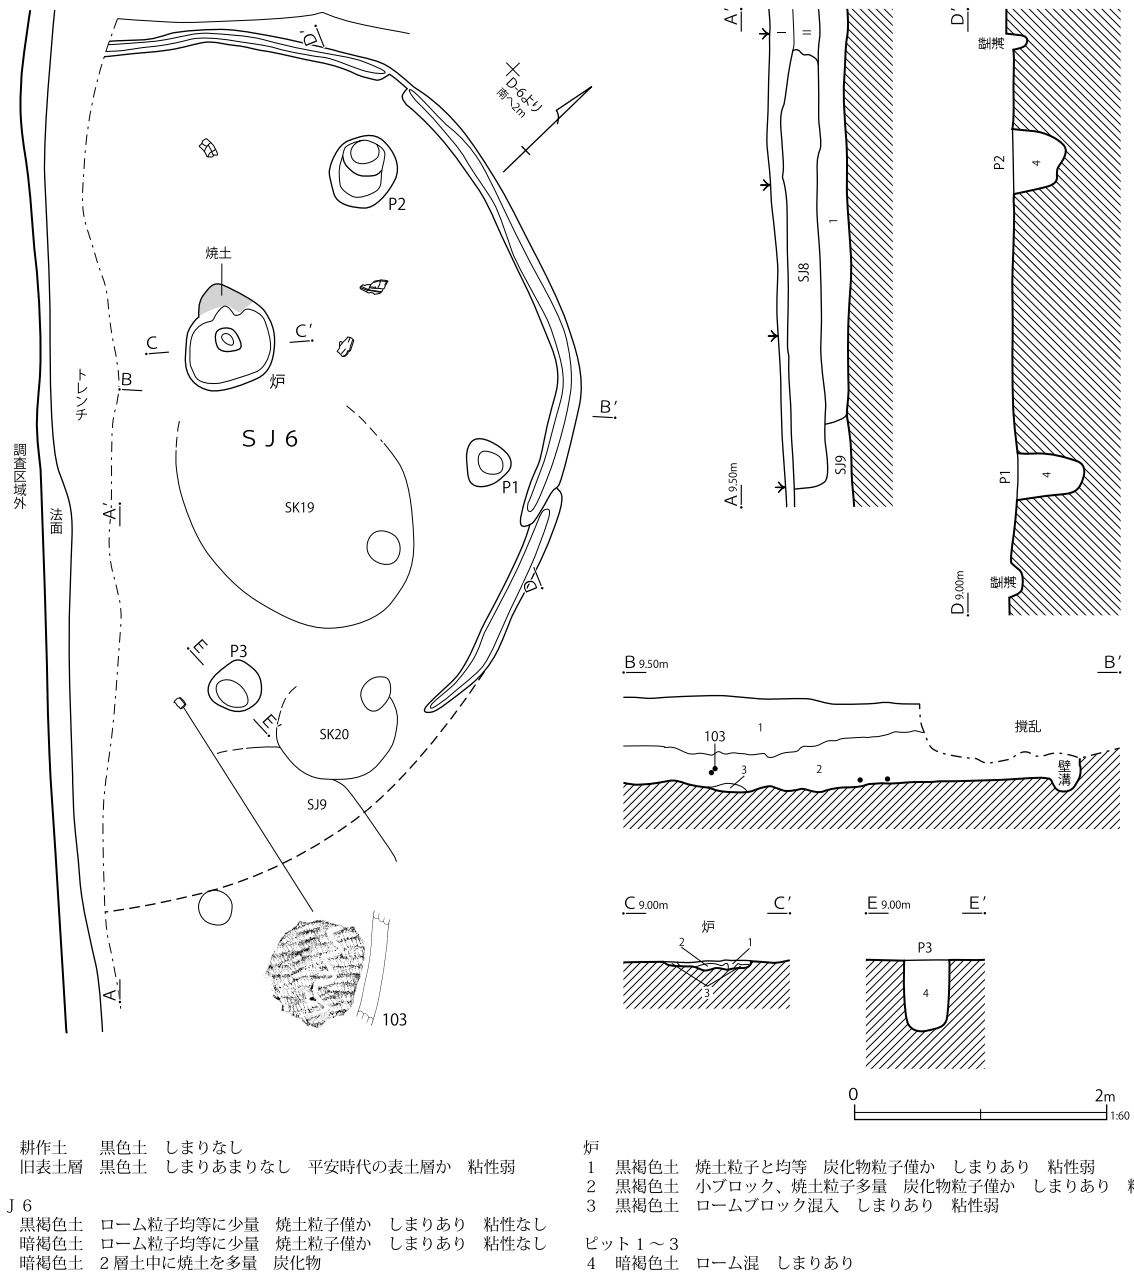 D′
D-6より
南へ2m
P2
焼土
C
C′
炉
B
B′
トレンチ
SJ6
P1
SK19
調査区域外
法面
A′
D
E
P3
E′
SK20
SJ9
A
103
A′
I
II
SJ8
1
SJ9
A 9.50m
D′
壁溝
P2
4
P1
4
壁溝
D 9.00m
B 9.50m
B′
1
撹乱
103
3
2
壁溝
C 9.00m
C′
炉
2
1
3
E 9.00m
E′
P3
4
0
2m
1:60
耕作土 黒色土 しまりなし
旧表土層 黒色土 しまりあまりなし 平安時代の表土層か 粘性弱
J6
黒褐色土 ローム粒子均等に少量 焼土粒子僅か しまりあり 粘性なし
暗褐色土 ローム粒子均等に少量 焼土粒子僅か しまりあり 粘性なし
暗褐色土 2層土中に焼土を多量 炭化物
炉
1 黒褐色土 焼土粒子と均等 炭化物粒子僅か しまりあり 粘性弱
2 黒褐色土 小ブロック、焼土粒子多量 炭化物粒子僅か しまりあり
3 黒褐色土 ロームブロック混入 しまりあり 粘性弱
ピット1～3
4 暗褐色土 ローム混 しまりあり